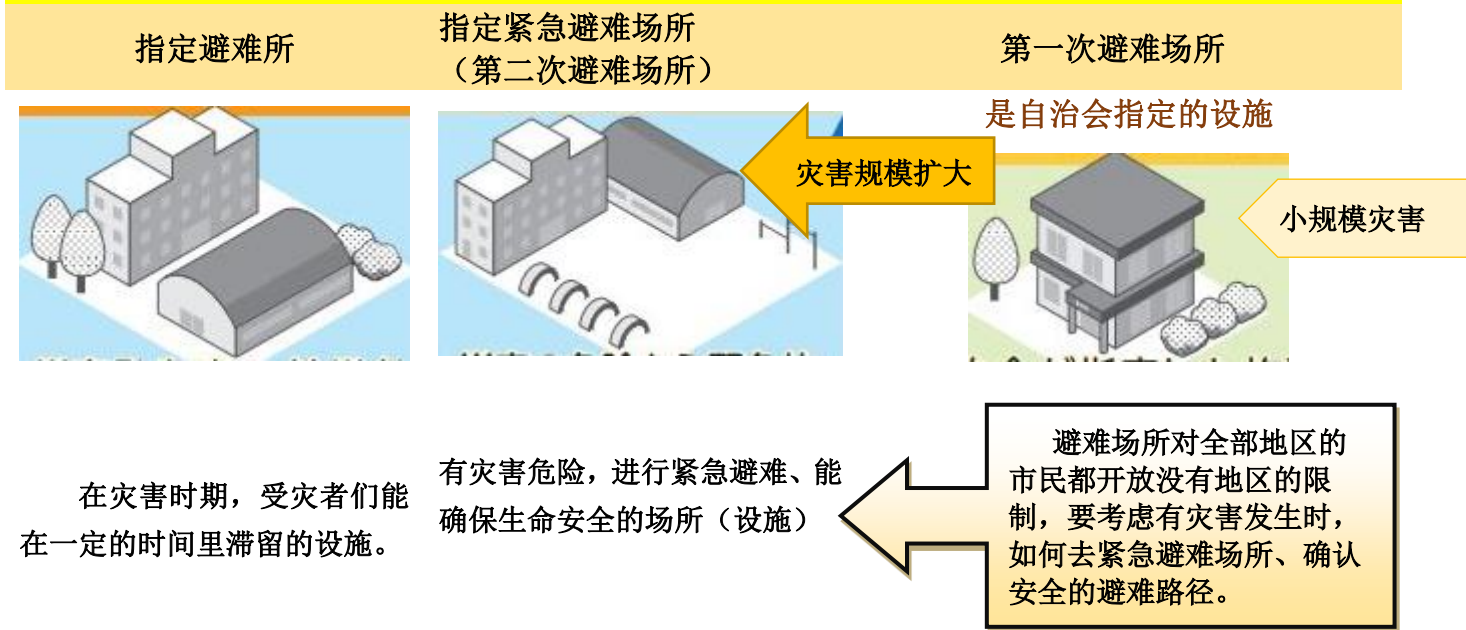 指定避难所
指定紧急避难场所
（第二次避难场所）
第一次避难场所
是自治会指定的设施
灾害规模扩大
小规模灾害
在灾害时期，受灾者们能
在一定的时间里滞留的设施。
有灾害危险，进行紧急避难、能
确保生命安全的场所（设施）
避难场所对全部地区的
市民都开放没有地区的限
制，要考虑有灾害发生时，
如何去紧急避难场所、确认
安全的避难路径。